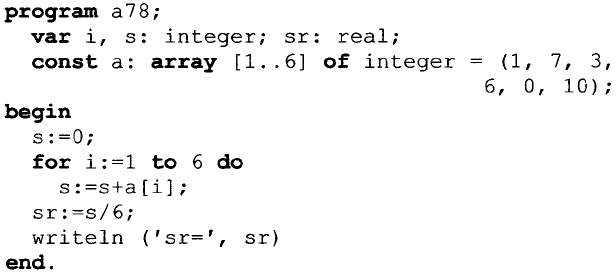 program a78;
var i, s: integer; sr: real;
const a: array [1..6] of integer = (1, 7, 3,
6, 0, 10);
begin
s:=0;
for i:=1 to 6 do
s:=s+a[i];
sr:=s/6;
writeln ('sr=', sr)
end.